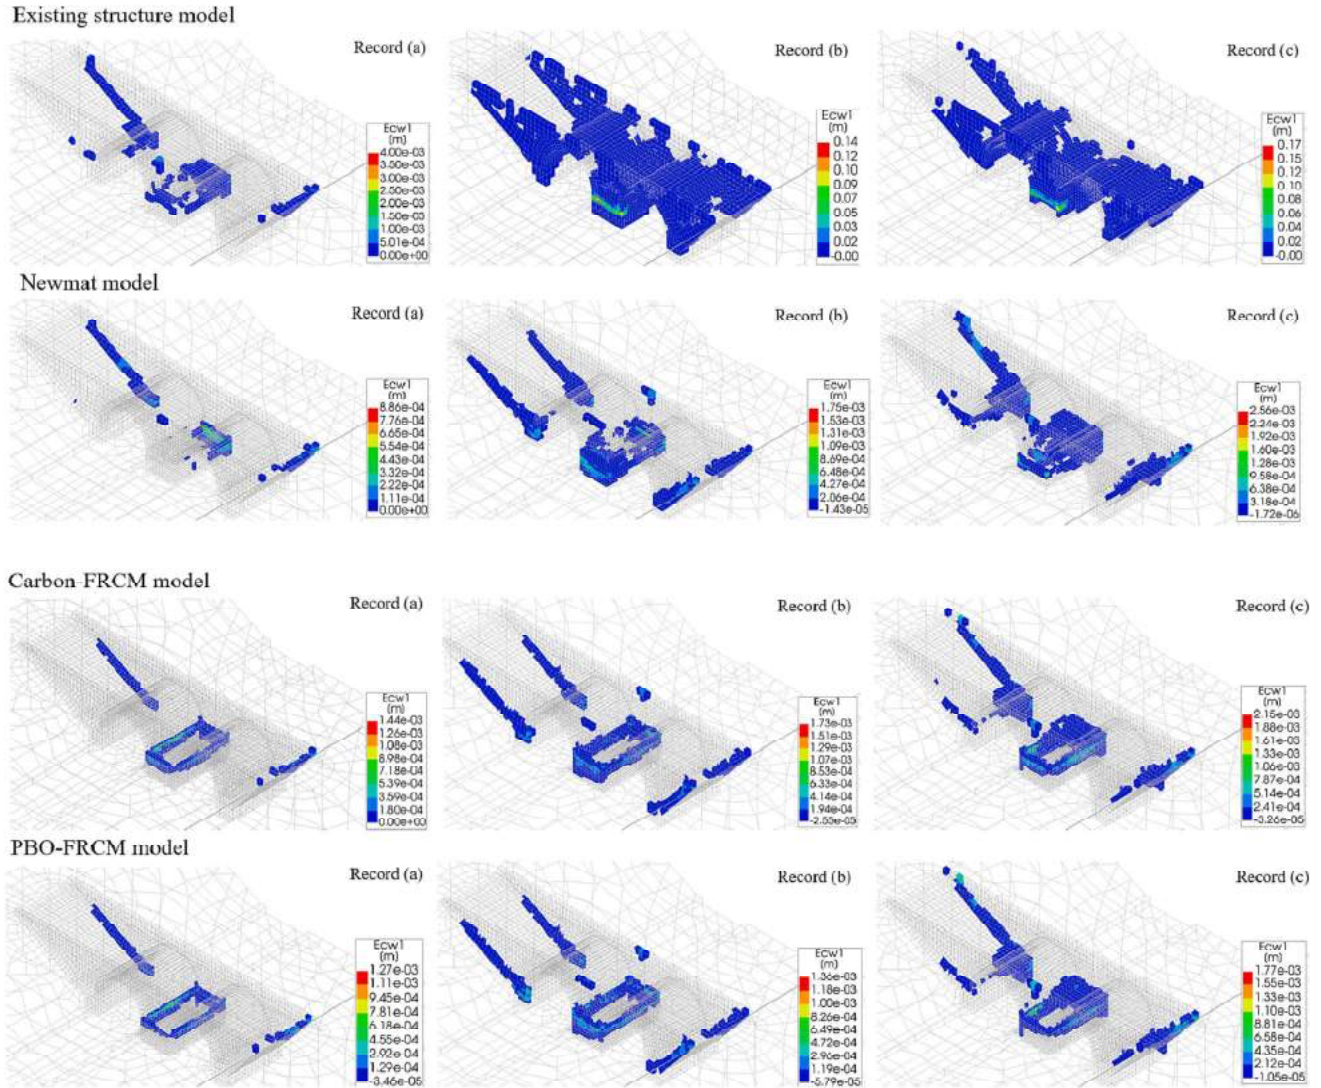 Existing structure model
Record (a)
Ecw1
(m)
4.00e-03
3.50e-03
3.00e-03
2.50e-03
2.00e-03
1.50e-03
1.00e-03
5.01e-04
0.00e+00
Record (b)
Ecw1
(m)
0.14
0.12
0.10
0.09
0.07
0.05
0.03
0.02
-0.00
Record (c)
Ecw1
(m)
0.17
0.15
0.12
0.10
0.08
0.06
0.04
0.02
-0.00
Newmat model
Record (a)
Ecw1
(m)
8.86e-04
7.76e-04
6.65e-04
5.54e-04
4.43e-04
3.32e-04
2.22e-04
1.11e-04
0.00e+00
Record (b)
Ecw1
(m)
1.75e-03
1.53e-03
1.31e-03
1.09e-03
8.69e-04
6.48e-04
4.27e-04
2.06e-04
-1.43e-05
Record (c)
Ecw1
(m)
2.56e-03
2.24e-03
1.92e-03
1.60e-03
1.28e-03
9.58e-04
6.38e-04
3.18e-04
-1.72e-06
Carbon-FRCM model
Record (a)
Ecw1
(m)
1.44e-03
1.26e-03
1.08e-03
8.98e-04
7.18e-04
5.39e-04
3.59e-04
1.80e-04
0.00e+00
Record (b)
Ecw1
(m)
1.73e-03
1.51e-03
1.29e-03
1.07e-03
8.53e-04
6.33e-04
4.14e-04
1.94e-04
Record (c)
Ecw1
(m)
2.15e-03
1.88e-03
1.61e-03
1.33e-03
1.06e-03
7.87e-04
5.14e-04
2.41e-04
-3.26e-05
PBO-FRCM model
Record (a)
Ecw1
(m)
1.27e-03
1.11e-03
9.45e-04
7.81e-04
6.18e-04
4.55e-04
2.92e-04
1.29e-04
-3.46e-05
Record (b)
Ecw1
(m)
1.36e-03
1.18e-03
1.00e-03
8.26e-04
6.49e-04
4.72e-04
2.96e-04
1.19e-04
-5.79e-05
Record (c)
Ecw1
(m)
1.77e-03
1.55e-03
1.33e-03
1.10e-03
8.81e-04
6.58e-04
4.35e-04
2.12e-04
-1.05e-05